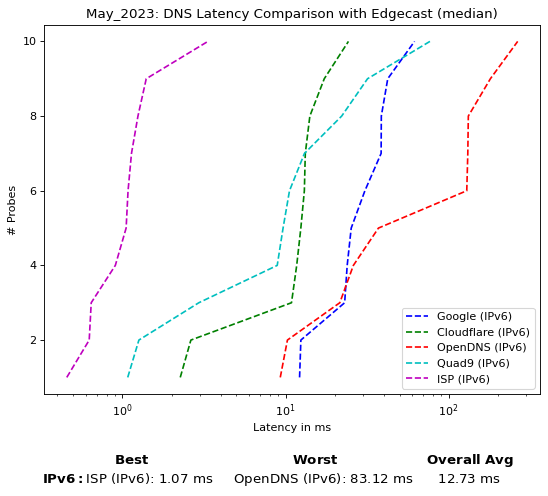 May_2023: DNS Latency Comparison with Edgecast (median)
10
8
6
4
2
# Probes
10⁰
10¹
10²
Latency in ms
Google (IPv6)
Cloudflare (IPv6)
OpenDNS (IPv6)
Quad9 (IPv6)
ISP (IPv6)
Best Worst Overall Avg
IPv6: ISP (IPv6): 1.07 ms OpenDNS (IPv6): 83.12 ms 12.73 ms